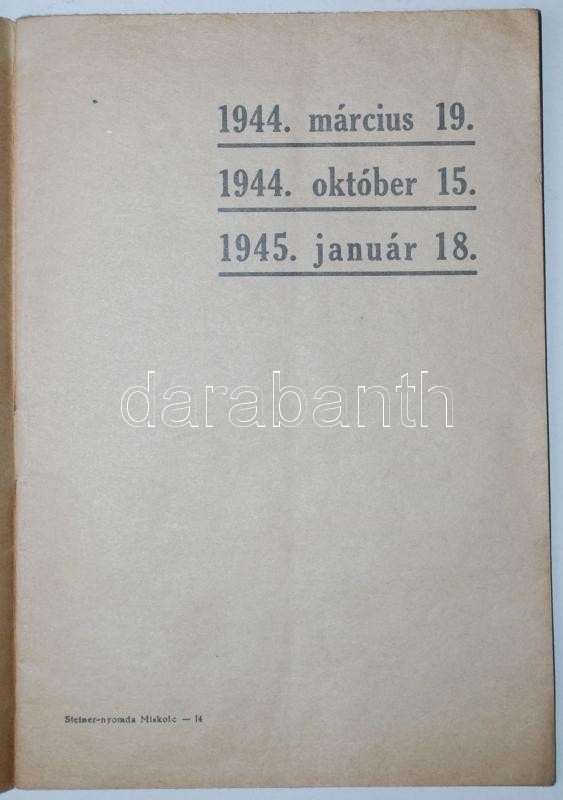 1944. március 19.
1944. október 15.
1945. január 18.
darabanth
Steiner-nyomda Miskolc — 14